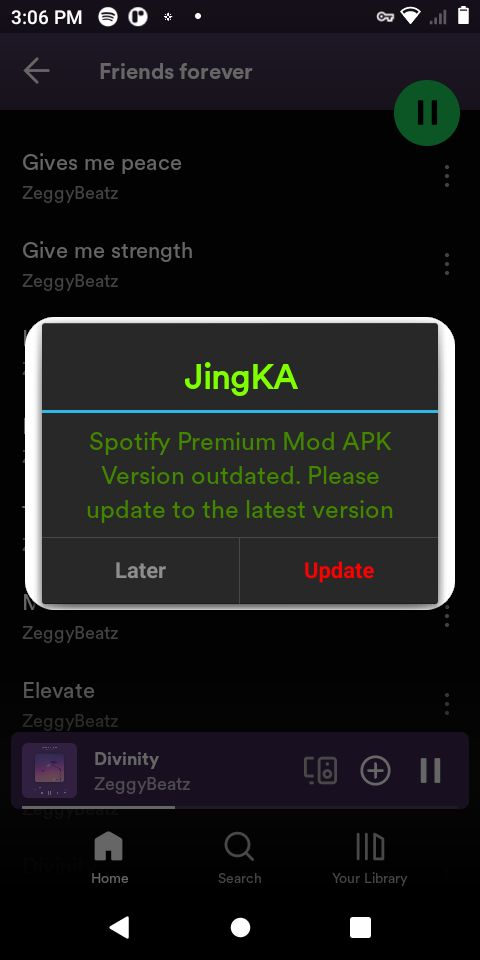 3:06 PM
Friends forever
Gives me peace
ZeggyBeatz
Give me strength
ZeggyBeatz
JingKA
Spotify Premium Mod APK
Version outdated. Please
update to the latest version
Later
Update
ZeggyBeatz
Elevate
ZeggyBeatz
Divinity
ZeggyBeatz
ZeggyBeatz
Home
Search
Your Library